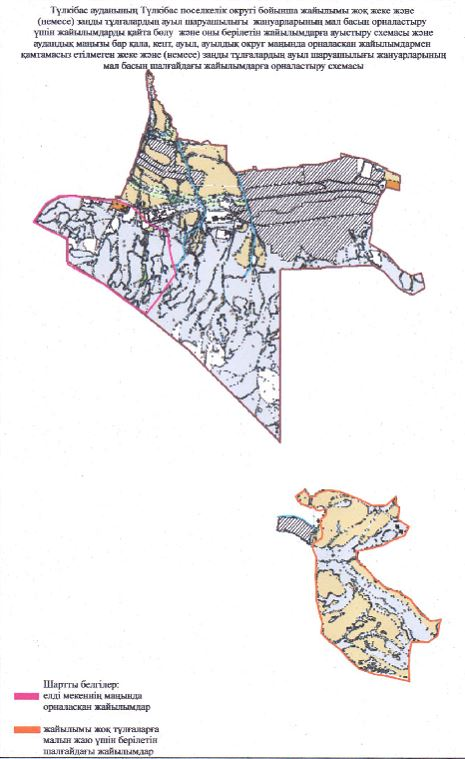 Түлкібас ауданының Түлкібас поселкелік округі бойынша жайылымы жоқ жеке және
(немесе) заңды тұлғалардың ауыл шаруашылығы жануарларының мал басын орналастыру
үшін жайылымдарды қайта бөлу және оны берілетін жайылымдарға ауыстыру схемасы және
аудандық маңызы бар қала, кент, ауыл, ауылдық округ маңында орналасқан жайылымдармен
қамтамасыз етілмеген жеке және (немесе) заңды тұлғалардың ауыл шаруашылығы жануарларының
мал басын шалғайдағы жайылымдарға орналастыру схемасы
Шартты белгілер:
елді мекеннің маңында
орналасқан жайылымдар
жайылымы жоқ тұлғаларға
малын жаю үшін берілетін
шалғайдағы жайылымдар